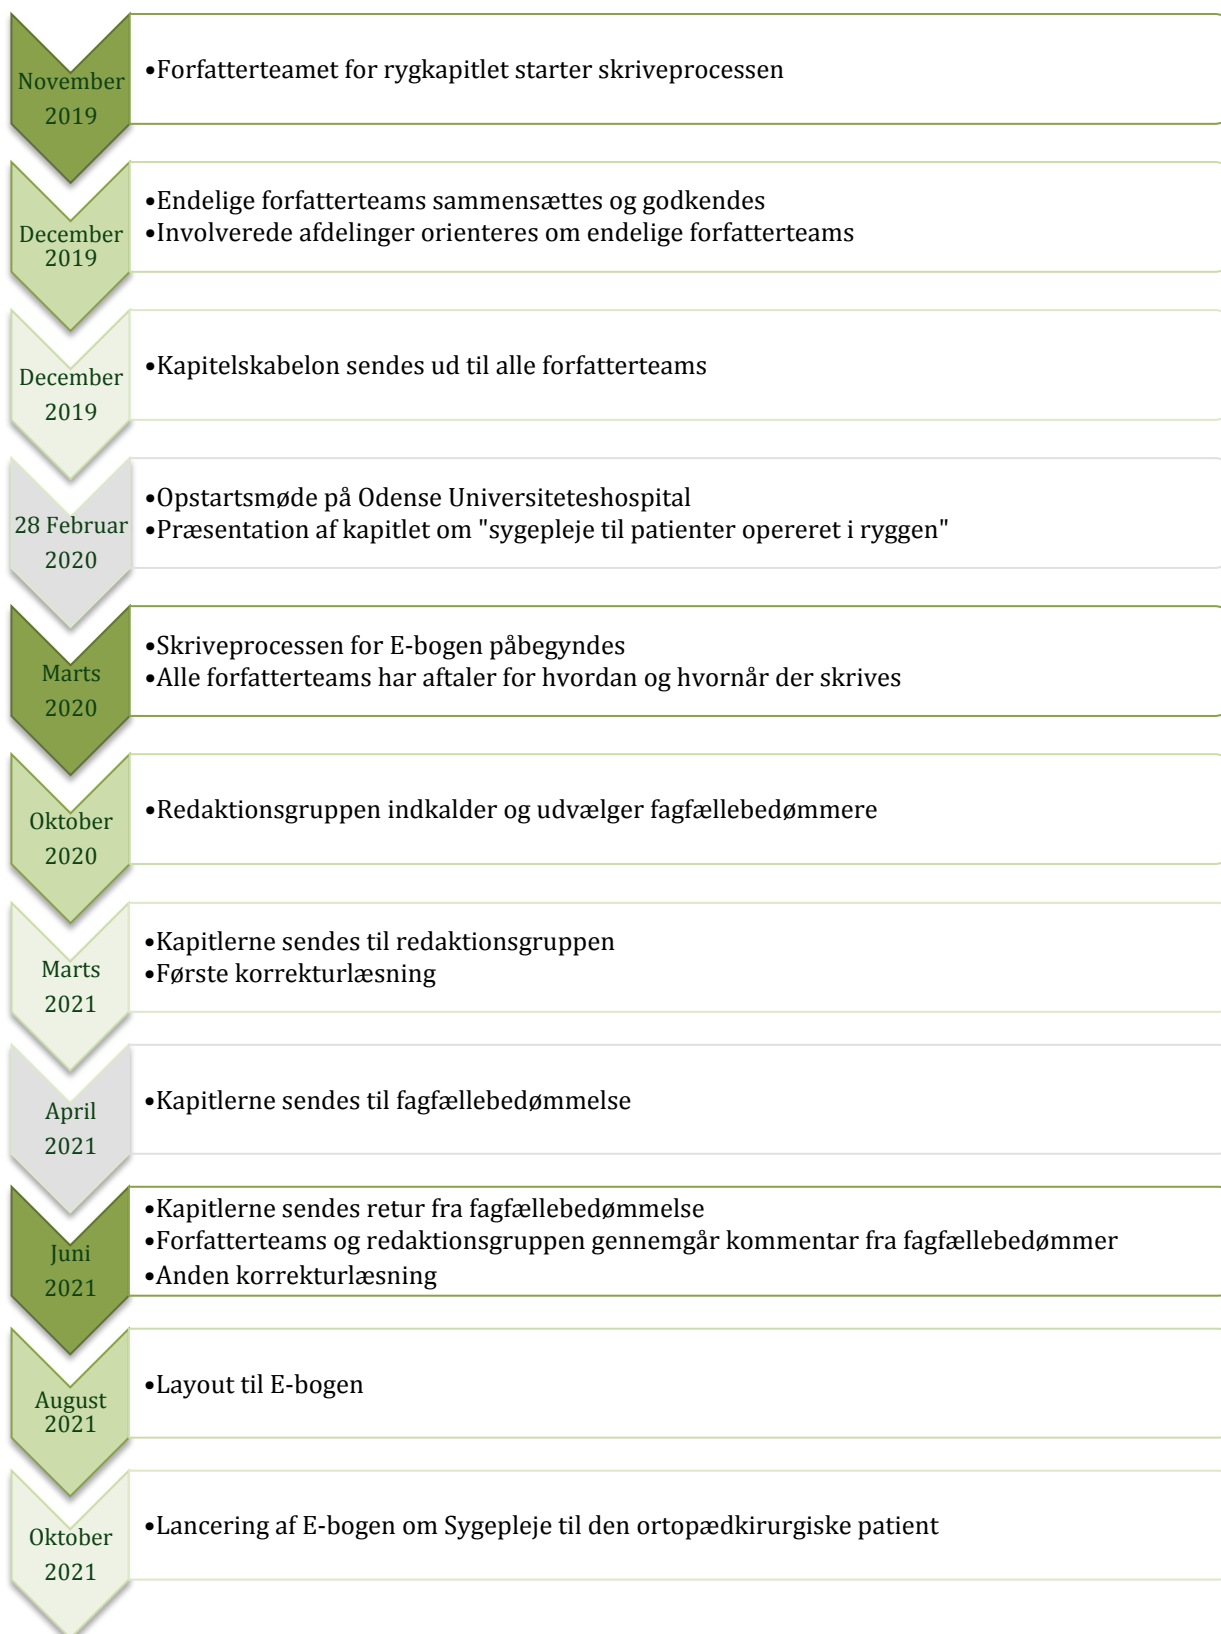 November
2019
•Forfatterteamet for rygkapitlet starter skriveprocessen
December
2019
•Endelige forfatterteams sammensættes og godkendes
•Involverede afdelinger orienteres om endelige forfatterteams
December
2019
•Kapitelskabelon sendes ud til alle forfatterteams
28 Februar
2020
•Opstartsmøde på Odense Universiteteshospital
•Præsentation af kapitlet om "sygepleje til patienter opereret i ryggen"
Marts
2020
•Skriveprocessen for E-bogen påbegyndes
•Alle forfatterteams har aftaler for hvordan og hvornår der skrives
Oktober
2020
•Redaktionsgruppen indkalder og udvælger fagfællebedømmere
Marts
2021
•Kapitlerne sendes til redaktionsgruppen
•Første korrekturlæsning
April
2021
•Kapitlerne sendes til fagfællebedømmelse
Juni
2021
•Kapitlerne sendes retur fra fagfællebedømmelse
•Forfatterteams og redaktionsgruppen gennemgår kommentar fra fagfællebedømmer
•Anden korrekturlæsning
August
2021
•Layout til E-bogen
Oktober
2021
•Lancering af E-bogen om Sygepleje til den ortopædkirurgiske patient